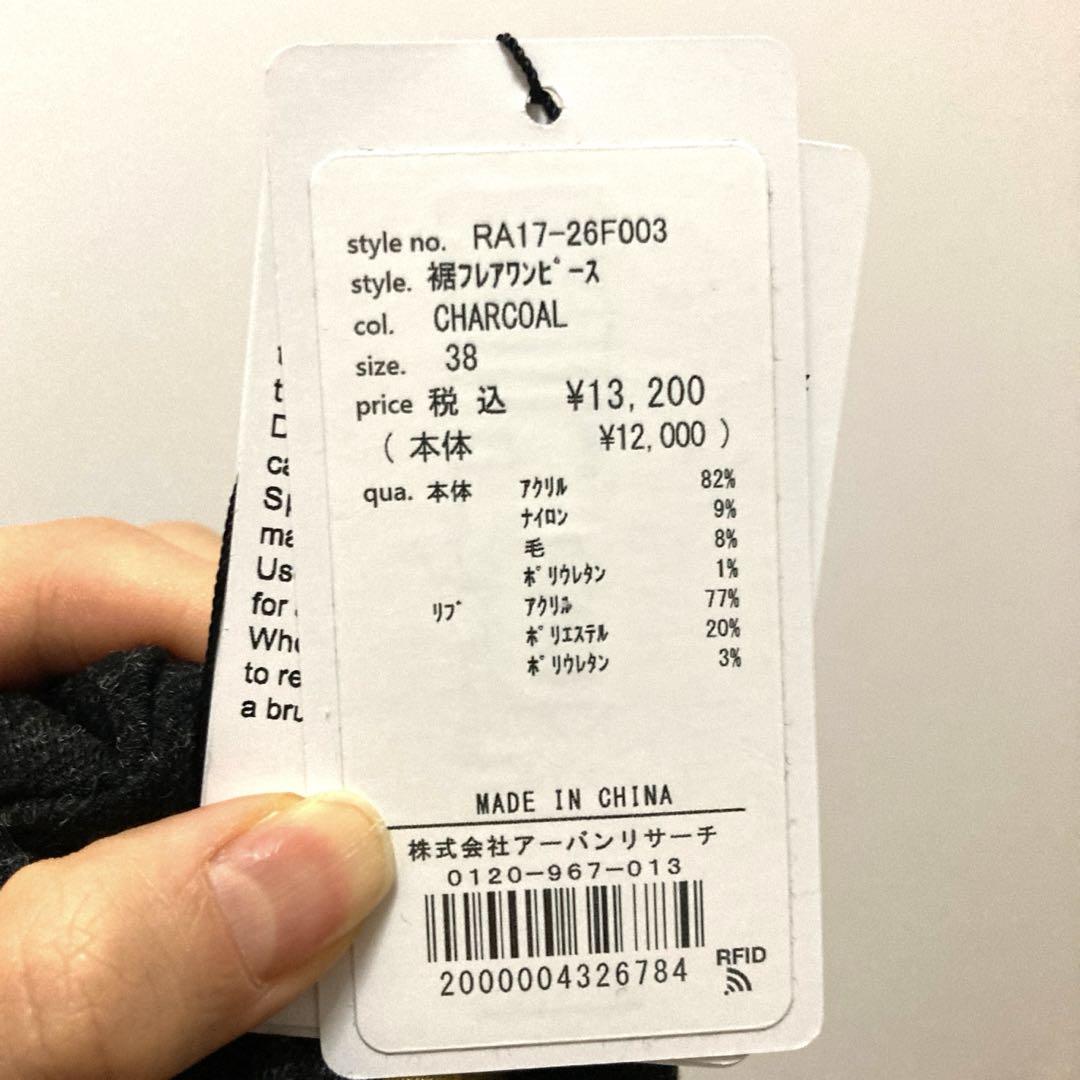 style no. RA17-26F003
style. 裾ﾌﾚｱﾜﾝﾋﾟｰｽ
col. CHARCOAL
size. 38
price 税 込 ¥13,200
( 本体 ¥12,000 )
qua. 本体 ｱｸﾘﾙ 82%
ﾅｲﾛﾝ 9%
毛 8%
ﾎﾟﾘｳﾚﾀﾝ 1%
ﾘﾌﾞ ｱｸﾘﾙ 77%
ﾎﾟﾘｴｽﾃﾙ 20%
ﾎﾟﾘｳﾚﾀﾝ 3%
MADE IN CHINA
株式会社アーバンリサーチ
0120-967-013
2000004326784
RFID
for
to re
a bru